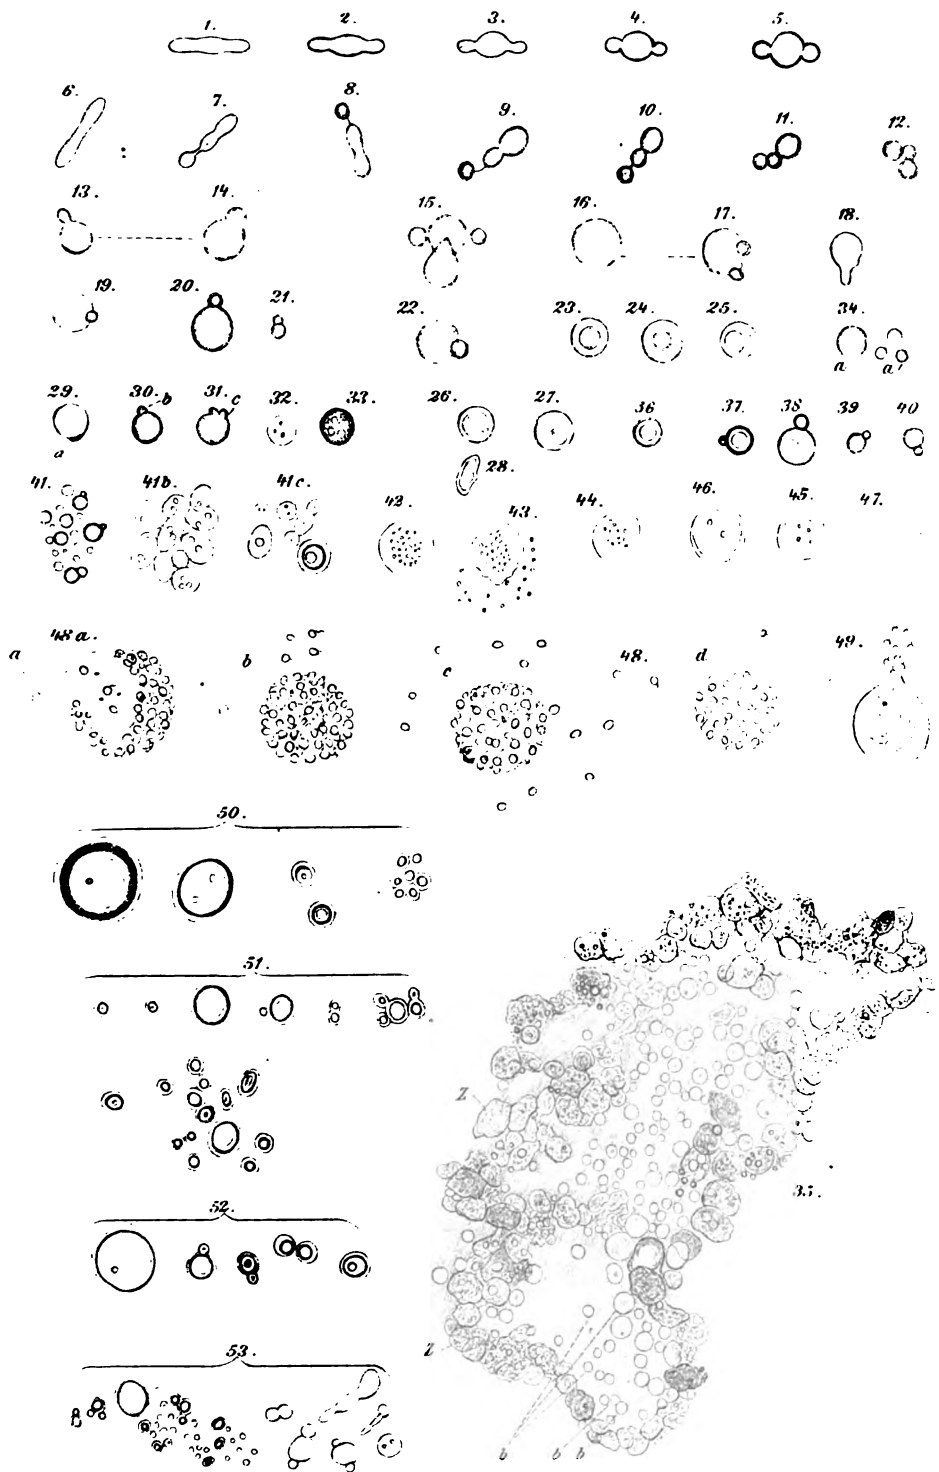 1. 2. 3. 4. 5.
6. 7. 8. 9. 10. 11. 12.
13. 14. 15. 16. 17. 18.
19. 20. 21. 22. 23. 24. 25. 34.
a a'
29. 30. b 31. c 32. 33. 26. 27. 36. 37. 38. 39. 40
a
28.
41. 41b. 41c. 42. 43. 44. 46. 45. 47.
a 48a. b c 48. d 49.
50.
51.
Z
35.
52.
Z
53.
b b b